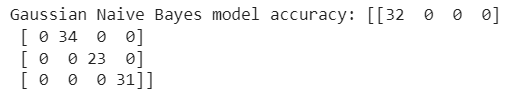 Gaussian Naive Bayes model accuracy: [[32  0  0  0]
 [ 0 34  0  0]
 [ 0  0 23  0]
 [ 0  0  0 31]]